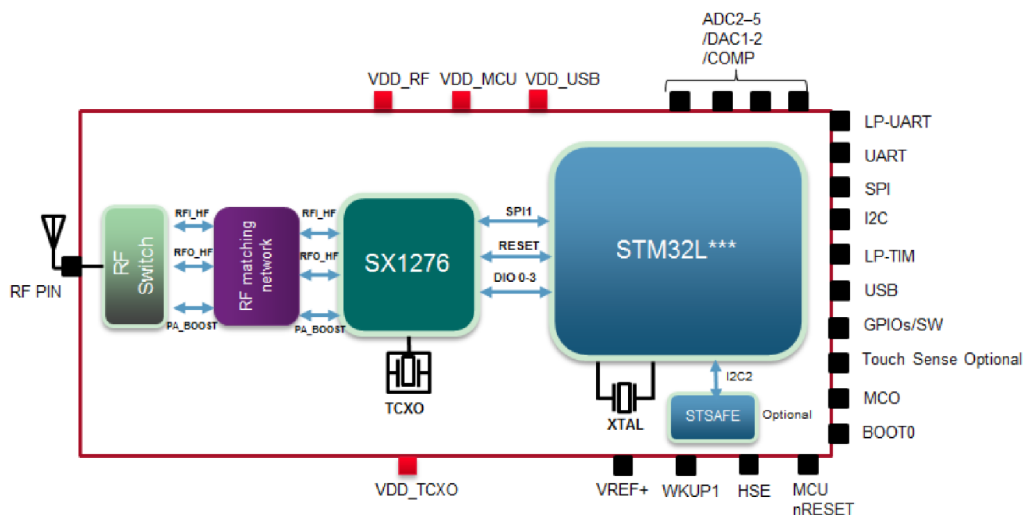 ADC2–5
/DAC1-2
/COMP
VDD_RF
VDD_MCU
VDD_USB
LP-UART
UART
SPI
I2C
LP-TIM
USB
GPIOs/SW
Touch Sense Optional
MCO
BOOT0
RF PIN
RF
Switch
RFI_HF
RFO_HF
PA_BOOST
RF matching
network
RFI_HF
RFO_HF
PA_BOOST
SX1276
SPI1
RESET
DIO 0-3
STM32L***
TCXO
XTAL
I2C2
STSAFE
Optional
VDD_TCXO
VREF+
WKUP1
HSE
MCU
nRESET